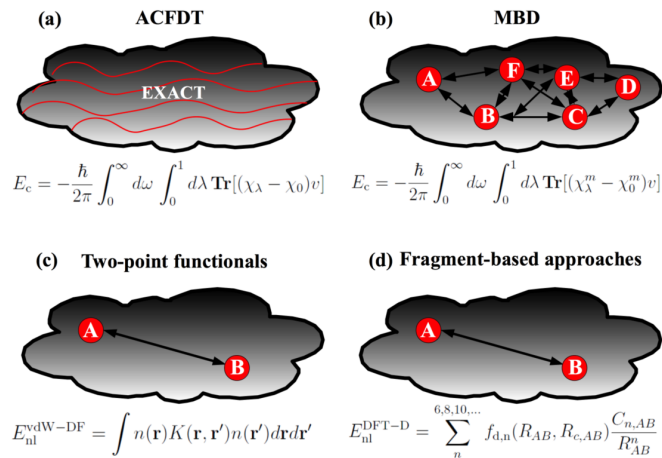 (a) ACFDT
EXACT
E_c = -\frac{\hbar}{2\pi} \int_0^\infty d\omega \int_0^1 d\lambda \, \mathbf{Tr}[(\chi_\lambda - \chi_0)v]
(b) MBD
A F E D
B C
E_c = -\frac{\hbar}{2\pi} \int_0^\infty d\omega \int_0^1 d\lambda \, \mathbf{Tr}[(\chi_\lambda^m - \chi_0^m)v]
(c) Two-point functionals
A
B
E_{nl}^{vdW-DF} = \int n(\mathbf{r})K(\mathbf{r}, \mathbf{r}')n(\mathbf{r}')d\mathbf{r}d\mathbf{r}'
(d) Fragment-based approaches
A
B
E_{nl}^{DFT-D} = \sum_n^{6,8,10,...} f_{d,n}(R_{AB}, R_{c,AB}) \frac{C_{n,AB}}{R_{AB}^n}